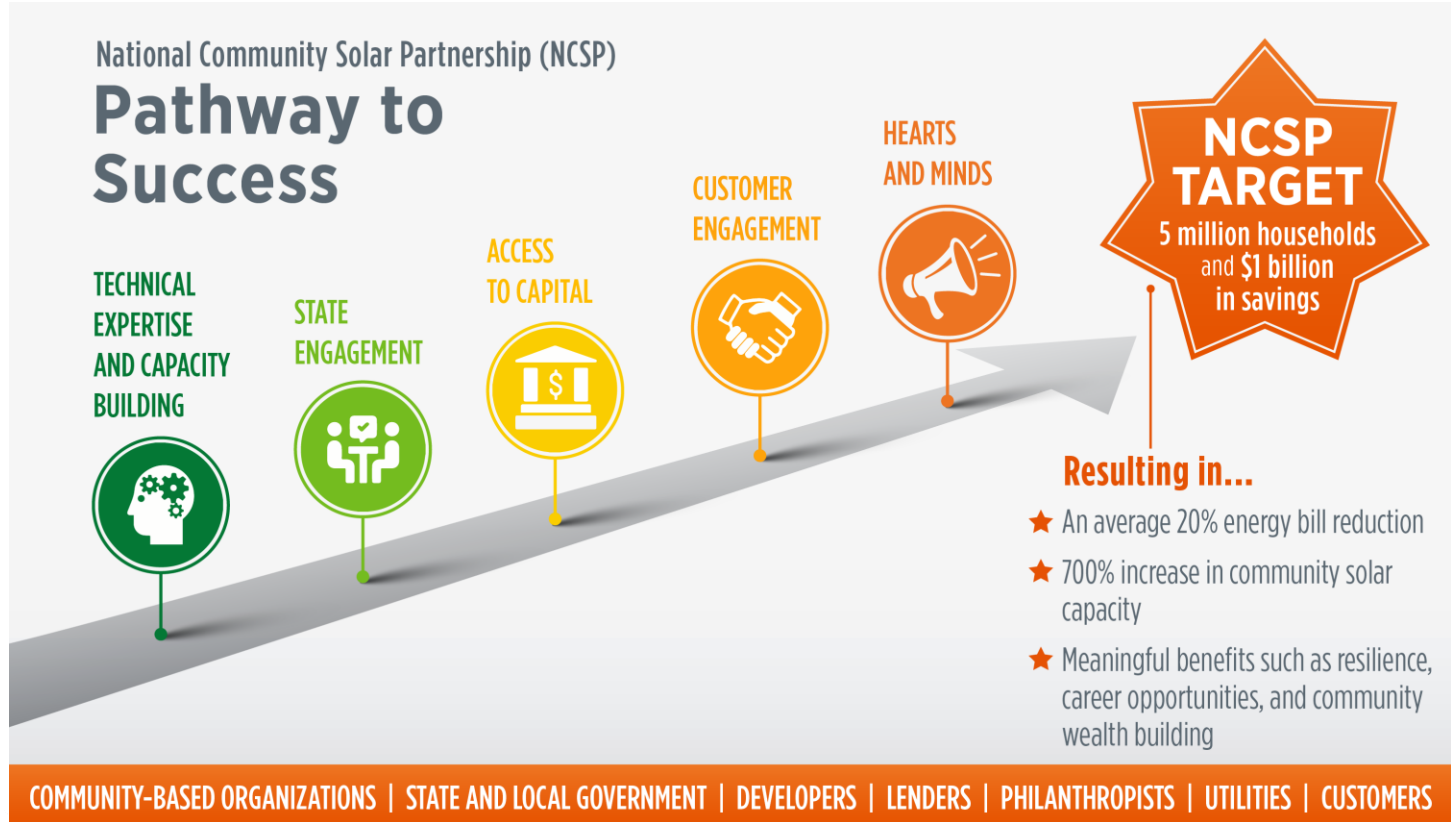 National Community Solar Partnership (NCSP)
Pathway to
Success
TECHNICAL
EXPERTISE
AND CAPACITY
BUILDING
STATE
ENGAGEMENT
ACCESS
TO CAPITAL
$
CUSTOMER
ENGAGEMENT
HEARTS
AND MINDS
NCSP
TARGET
5 million households
and $1 billion
in savings
Resulting in...
An average 20% energy bill reduction
700% increase in community solar
capacity
Meaningful benefits such as resilience,
career opportunities, and community
wealth building
COMMUNITY-BASED ORGANIZATIONS | STATE AND LOCAL GOVERNMENT | DEVELOPERS | LENDERS | PHILANTHROPISTS | UTILITIES | CUSTOMERS